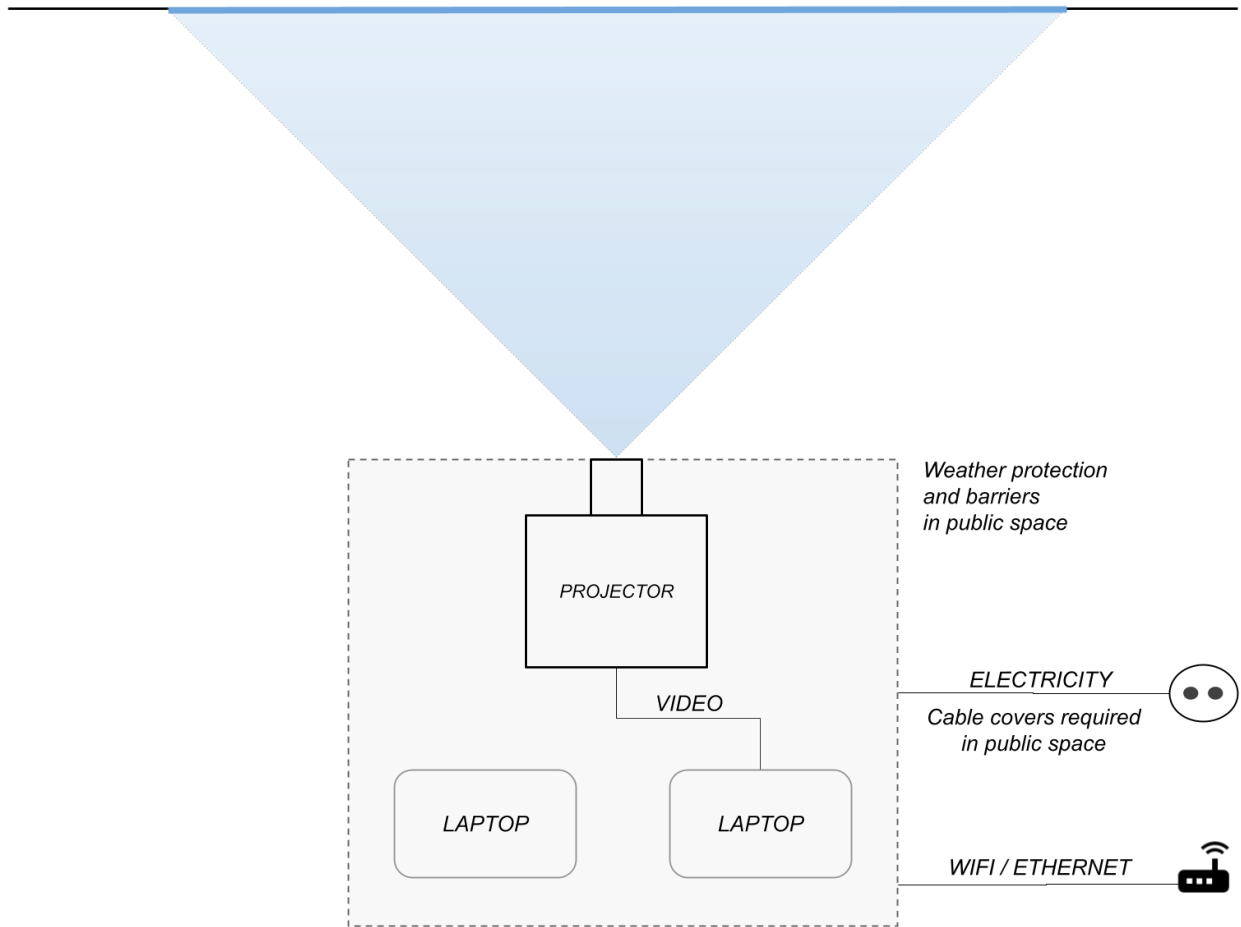 Weather protection
and barriers
in public space
PROJECTOR
ELECTRICITY
VIDEO
Cable covers required
in public space
LAPTOP
LAPTOP
WIFI / ETHERNET